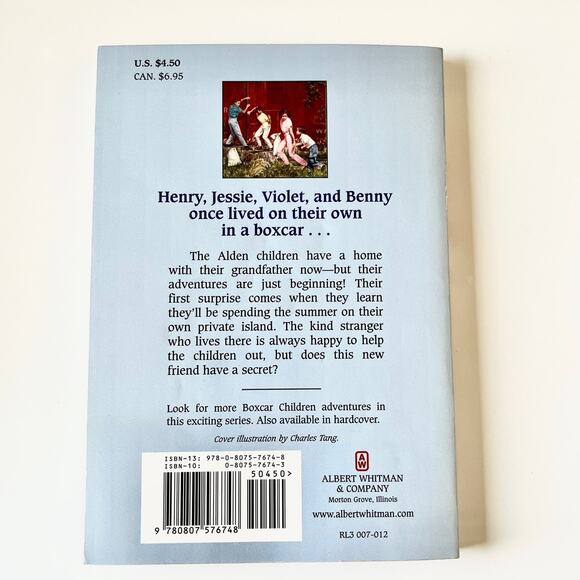 U.S. $4.50
CAN. $6.95
Henry, Jessie, Violet, and Benny
once lived on their own
in a boxcar . . .
The Alden children have a home
with their grandfather now—but their
adventures are just beginning! Their
first surprise comes when they learn
they'll be spending the summer on their
own private island. The kind stranger
who lives there is always happy to help
the children out, but does this new
friend have a secret?
Look for more Boxcar Children adventures in
this exciting series. Also available in hardcover.
Cover illustration by Charles Tang.
ISBN-13: 978-0-8075-7674-8
ISBN-10: 0-8075-7674-3
50450>
9 780807 576748
AW
ALBERT WHITMAN
& COMPANY
Morton Grove, Illinois
www.albertwhitman.com
RL3 007-012